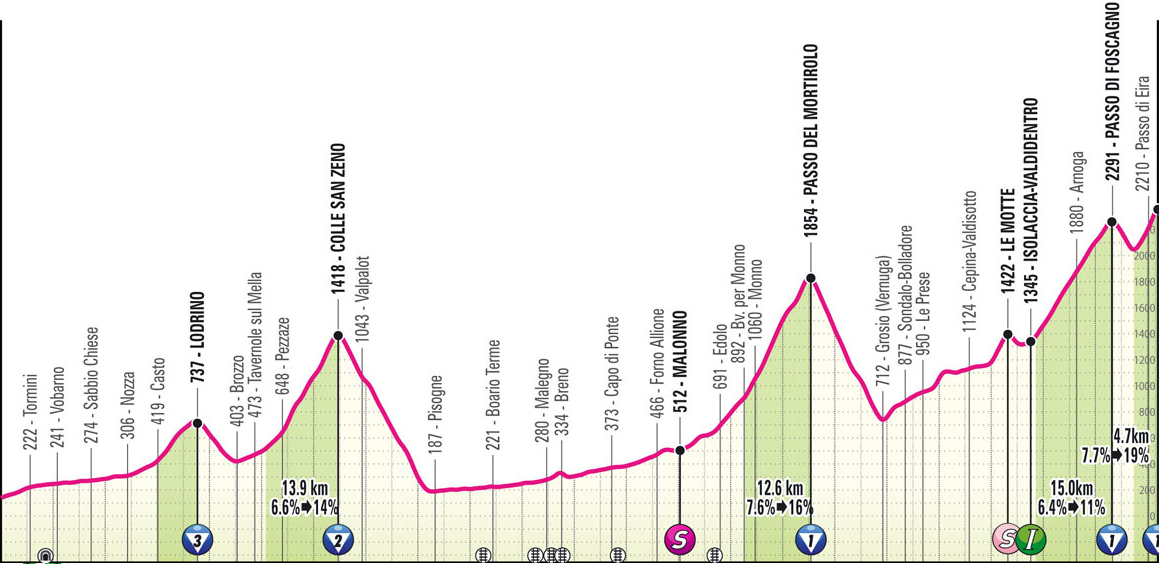 222 - Tormini
241 - Vobarno
274 - Sabbio Chiese
306 - Nozza
419 - Casto
737 - LODRINO
403 - Brozzo
473 - Tavernole sul Mella
648 - Pezzaze
1418 - COLLE SAN ZENO
1043 - Valpalot
187 - Pisogne
221 - Boario Terme
280 - Malegno
334 - Breno
373 - Capo di Ponte
466 - Forno Allione
512 - MALONNO
691 - Edolo
892 - Bv. per Monno
1060 - Monno
1854 - PASSO DEL MORTIROLO
712 - Grosio (Vernuga)
877 - Sondalo-Bolladore
950 - Le Prese
1124 - Cepina-Valdisotto
1422 - LE MOTTE
1345 - ISOLACCIA-VALDIDENTRO
1880 - Arnoga
2291 - PASSO DI FOSCAGNO
2210 - Passo di Eira
2000
1800
1600
1400
1200
1000
800
600
400
200
0
13.9 km
6.6% 14%
12.6 km
7.6% 16%
15.0km
6.4% 11%
4.7km
7.7% 19%
3
2
S
1
S
I
1
1